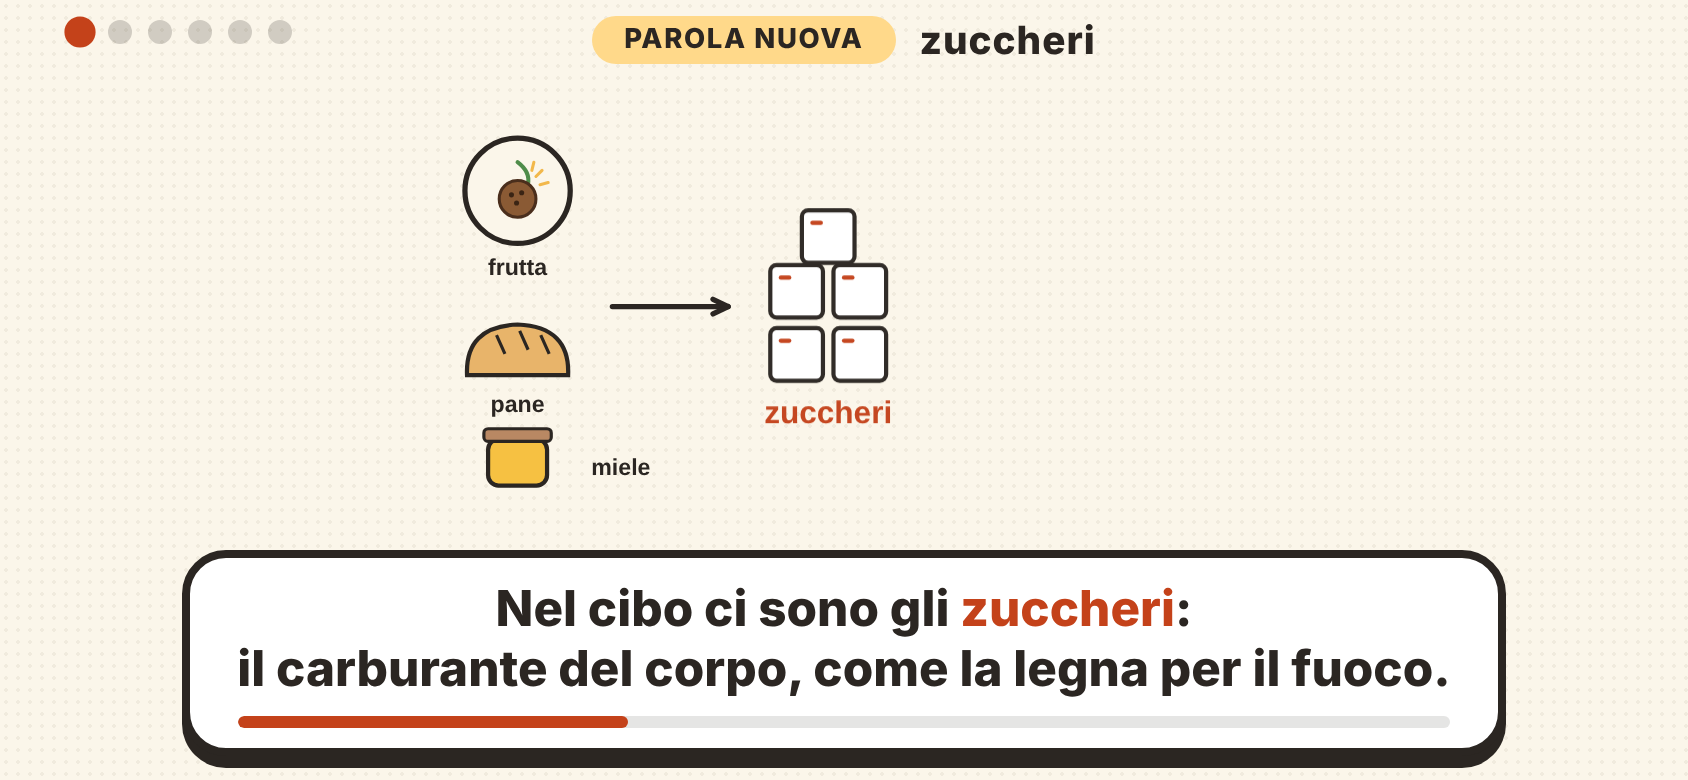 PAROLA NUOVA zuccheri
frutta
pane
miele
zuccheri
Nel cibo ci sono gli zuccheri:
il carburante del corpo, come la legna per il fuoco.